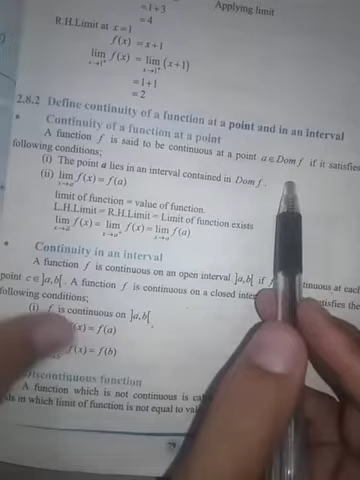 =1+3
Applying limit
=4
R.H.Limit at x=1
f(x) = x+1
lim x→1⁺ f(x) = lim x→1⁺ (x+1)
=1+1
=2
2.8.2 Define continuity of a function at a point and in an interval
• Continuity of a function at a point
A function f is said to be continuous at a point a∈Dom f if it satisfies
following conditions;
(i) The point a lies in an interval contained in Dom f.
(ii) lim x→a f(x) = f(a)
limit of function = value of function.
L.H.Limit = R.H.Limit = Limit of function exists
lim x→a⁻ f(x) = lim x→a⁺ f(x) = lim x→a f(a)
• Continuity in an interval
A function f is continuous on an open interval ]a,b[ if tinuous at each
point c∈]a,b[. A function f is continuous on a closed satisfies the
following conditions;
(i) f is continuous on ]a,b[.
f(x) = f(a)
f(x) = f(b)
Discontinuous function
A function which is not continuous is
in which limit of function is not equal to